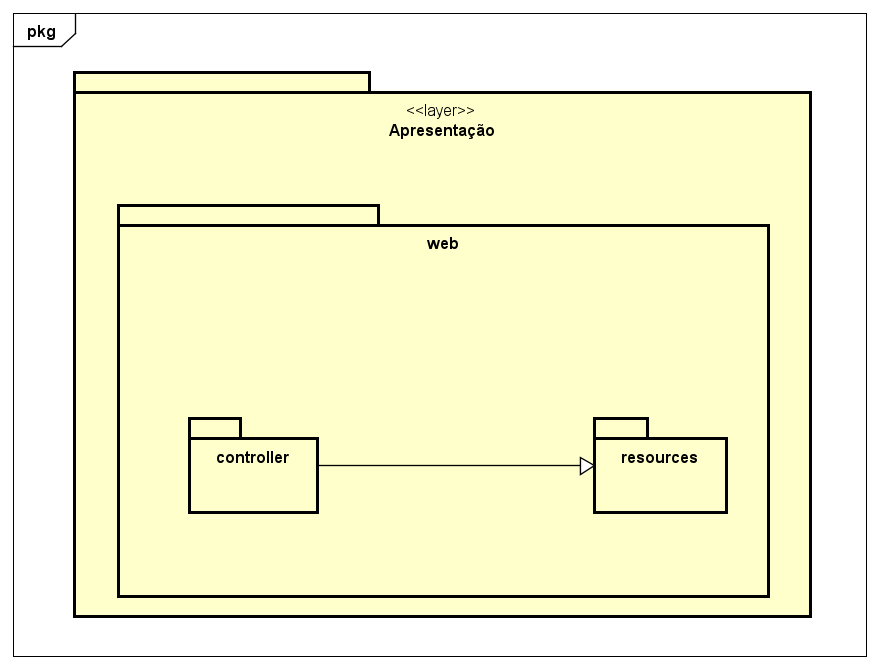 pkg
<<layer>>
Apresentação
web
controller
resources